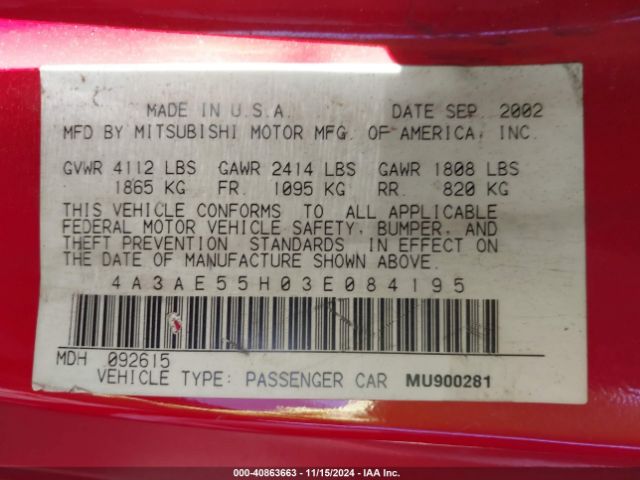 MADE IN U.S.A. DATE SEP. 2002
MFD BY MITSUBISHI MOTOR MFG. OF AMERICA, INC.
GVWR 4112 LBS GAWR 2414 LBS GAWR 1808 LBS
1865 KG FR. 1095 KG RR. 820 KG
THIS VEHICLE CONFORMS TO ALL APPLICABLE
FEDERAL MOTOR VEHICLE SAFETY, BUMPER, AND
THEFT PREVENTION STANDARDS IN EFFECT ON
THE DATE OF MANUFACTURE SHOWN ABOVE.
4A3AE55H03E084195
MDH 092615
VEHICLE TYPE: PASSENGER CAR MU900281
000-40863663 - 11/15/2024 - IAA Inc.